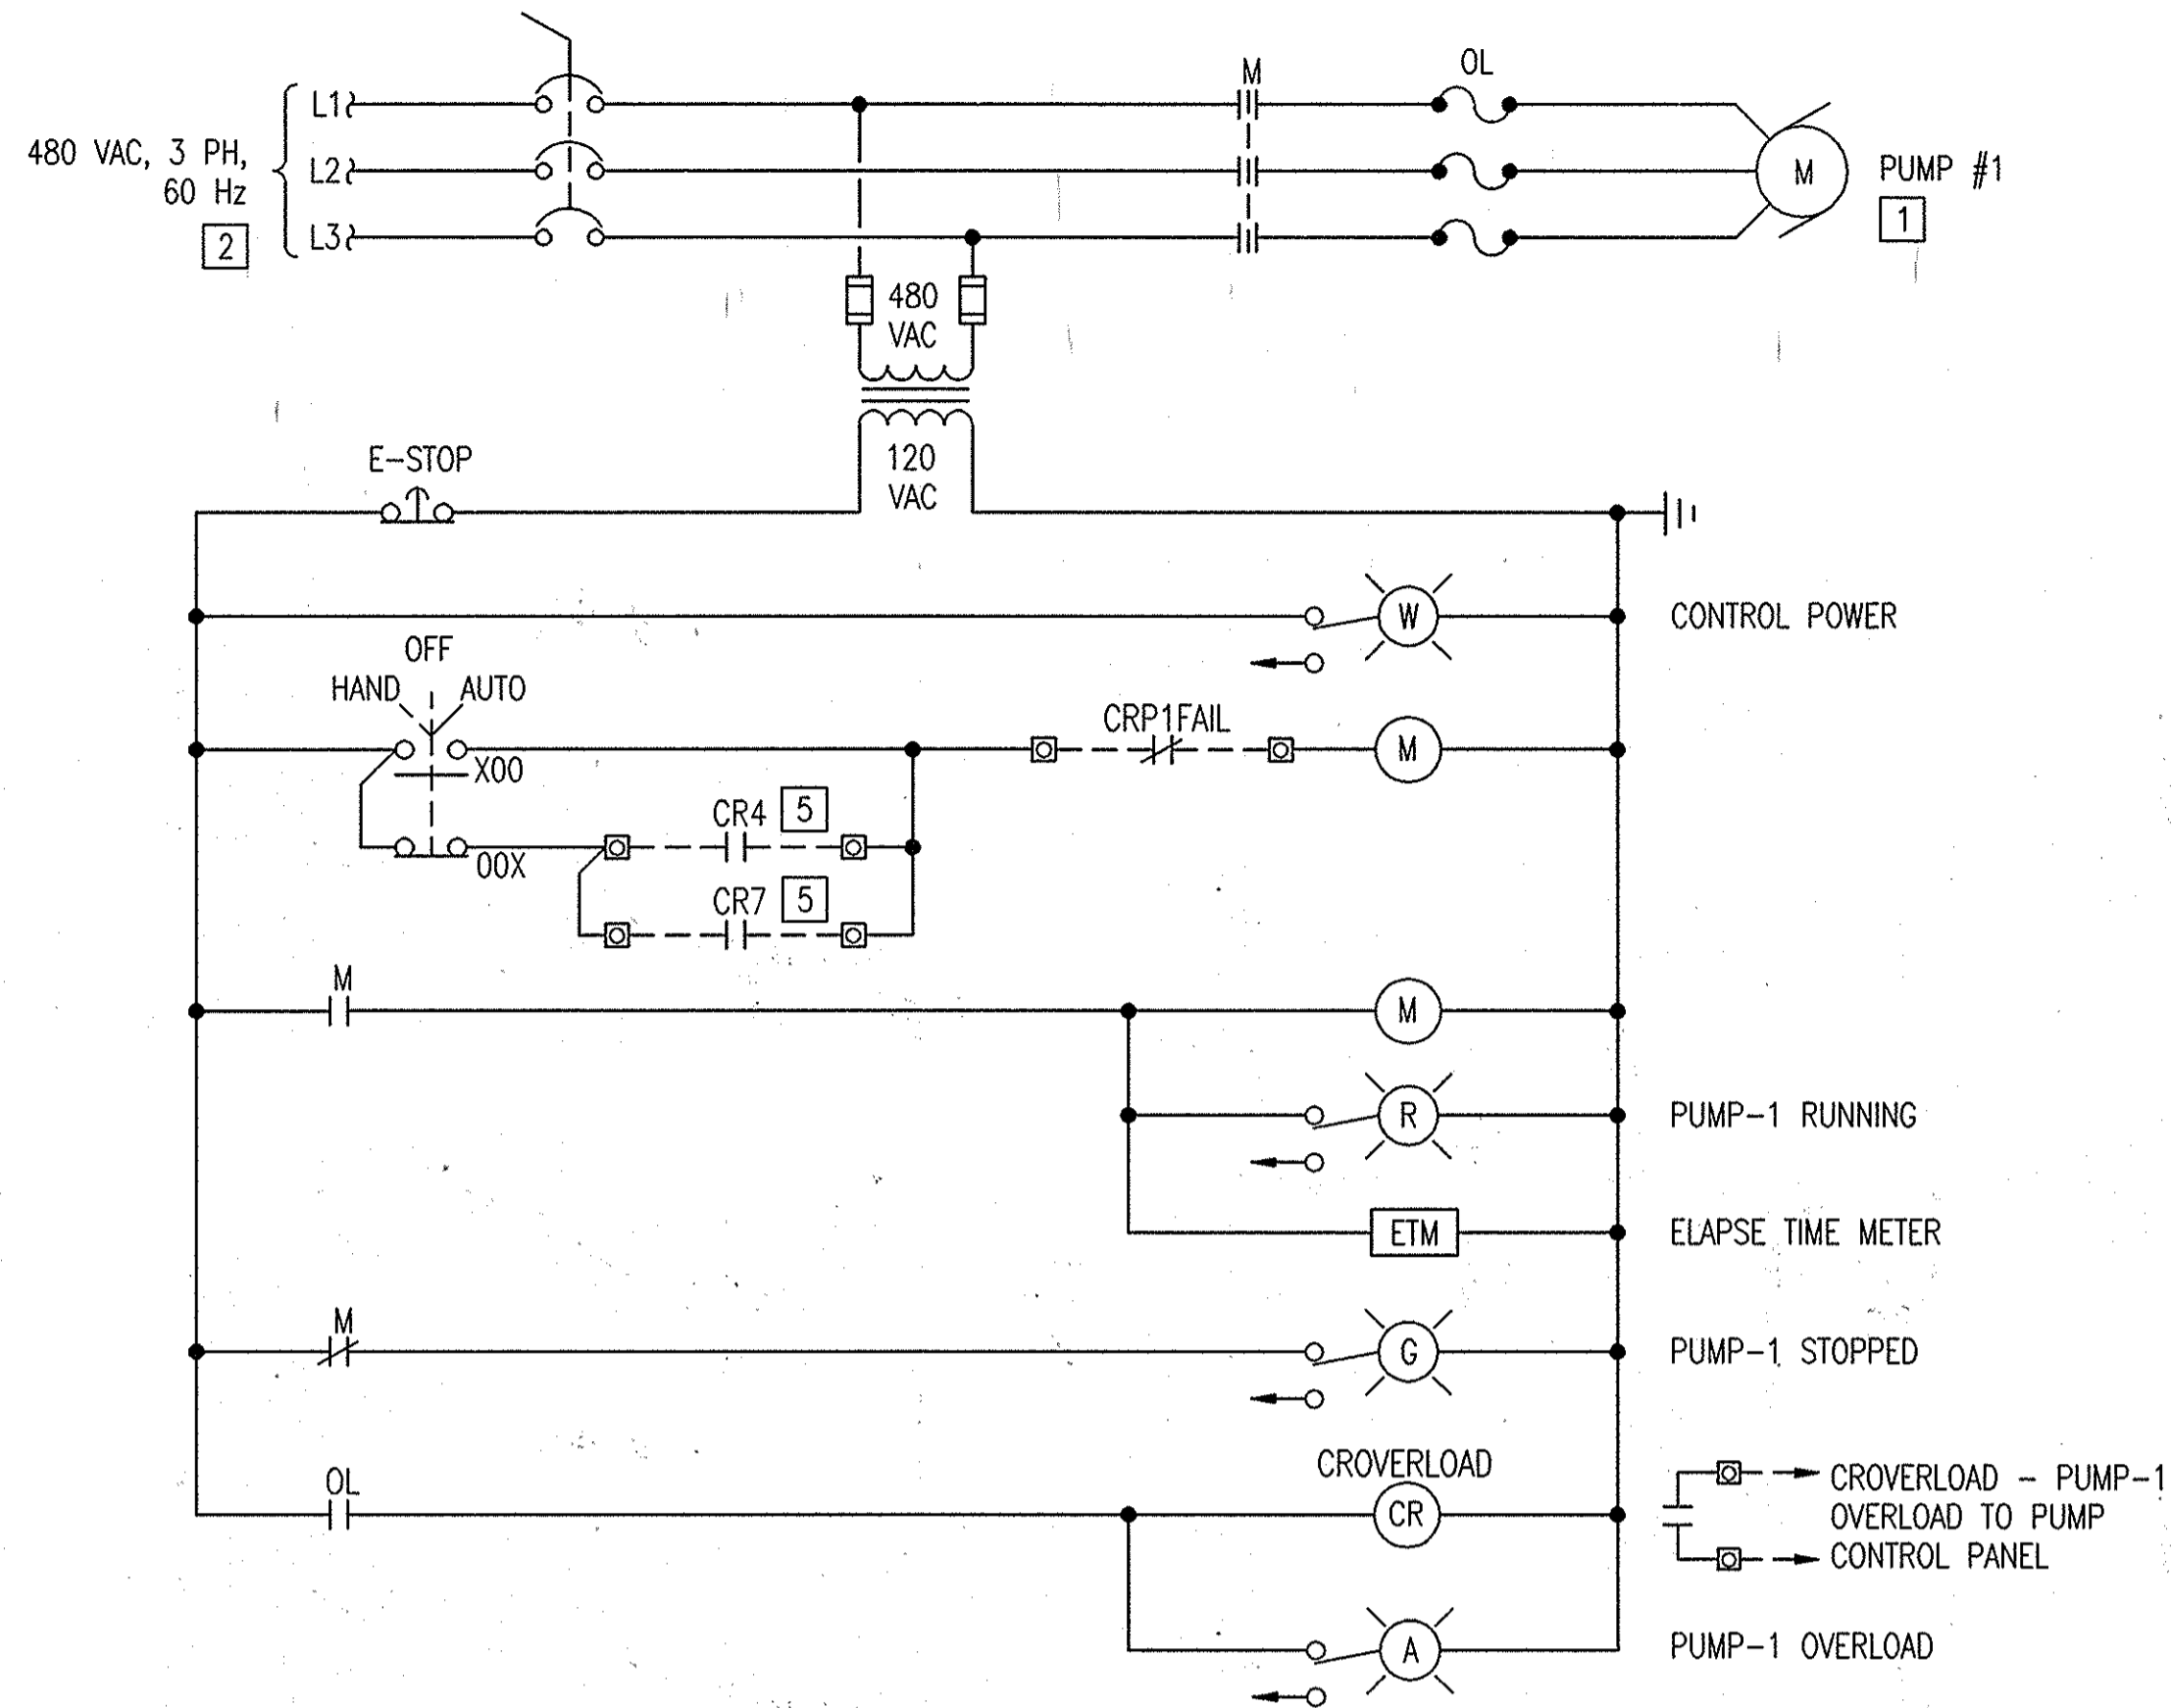 OL
M
L1
480 VAC, 3 PH,
60 Hz
L2
M
PUMP #1
2
L3
1
480
VAC
E-STOP
120
VAC
W
CONTROL POWER
OFF
HAND
AUTO
CRP1FAIL
M
X00
CR4
5
00X
CR7
5
M
M
R
PUMP-1 RUNNING
ETM
ELAPSE TIME METER
M
G
PUMP-1 STOPPED
OL
CROVERLOAD
CR
CROVERLOAD - PUMP-1
OVERLOAD TO PUMP
CONTROL PANEL
A
PUMP-1 OVERLOAD